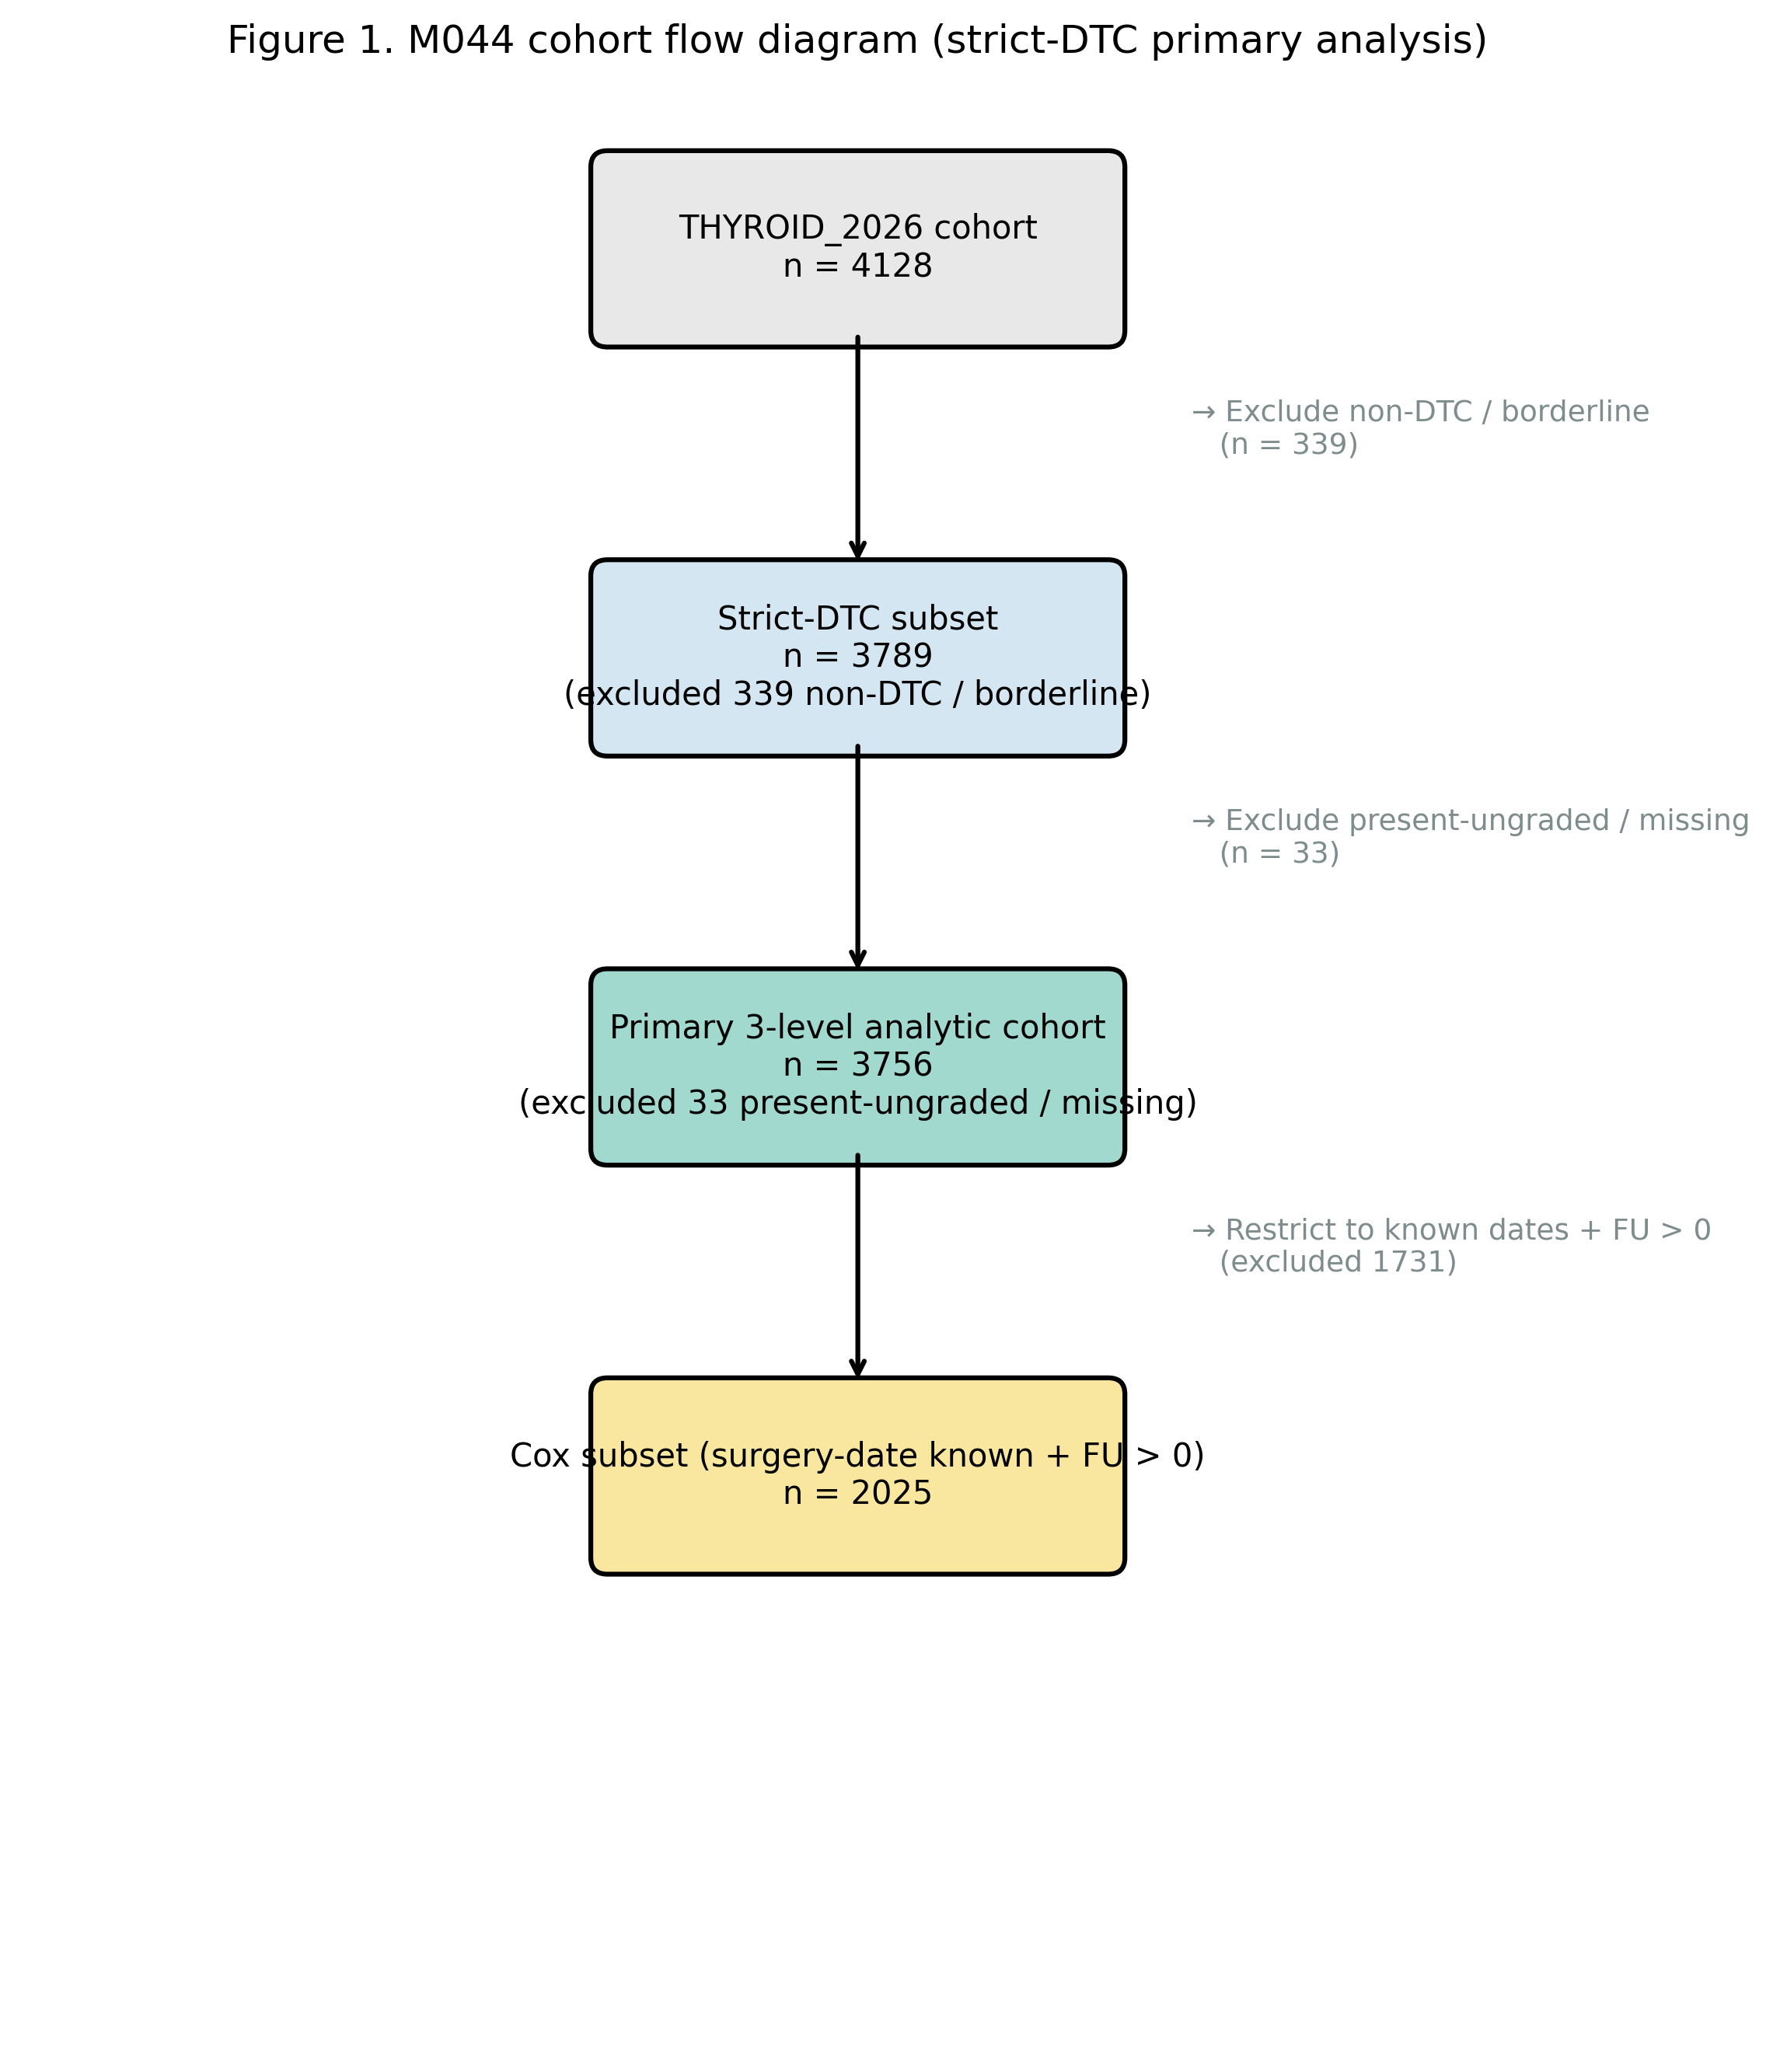 Figure 1. M044 cohort flow diagram (strict-DTC primary analysis)
THYROID_2026 cohort
n = 4128
→ Exclude non-DTC / borderline
(n = 339)
Strict-DTC subset
n = 3789
(excluded 339 non-DTC / borderline)
→ Exclude present-ungraded / missing
(n = 33)
Primary 3-level analytic cohort
n = 3756
(excluded 33 present-ungraded / missing)
→ Restrict to known dates + FU > 0
(excluded 1731)
Cox subset (surgery-date known + FU > 0)
n = 2025